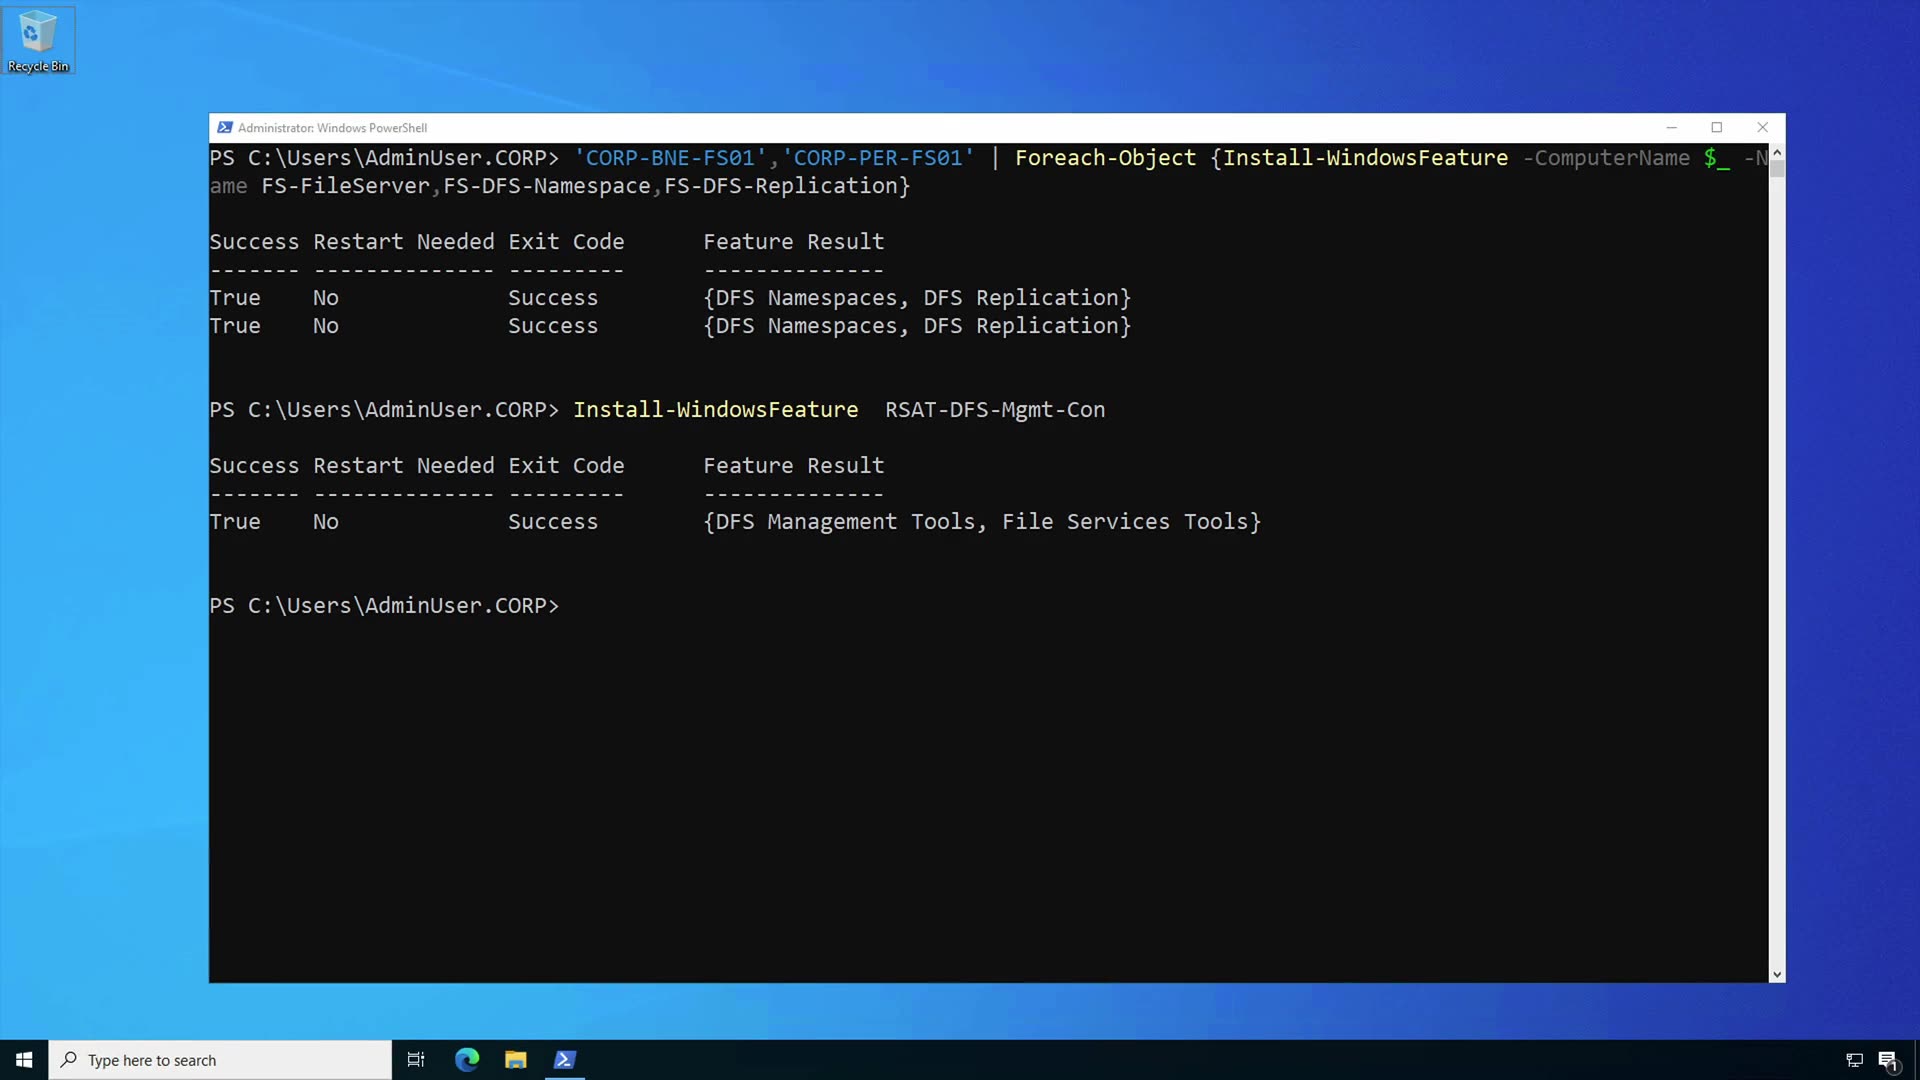 Recycle Bin
Administrator: Windows PowerShell
PS C:\Users\AdminUser.CORP> 'CORP-BNE-FS01','CORP-PER-FS01' | Foreach-Object {Install-WindowsFeature -ComputerName $_ -N
ame FS-FileServer,FS-DFS-Namespace,FS-DFS-Replication}
Success Restart Needed Exit Code      Feature Result
------- -------------- ---------      --------------
True    No             Success        {DFS Namespaces, DFS Replication}
True    No             Success        {DFS Namespaces, DFS Replication}
PS C:\Users\AdminUser.CORP> Install-WindowsFeature  RSAT-DFS-Mgmt-Con
Success Restart Needed Exit Code      Feature Result
------- -------------- ---------      --------------
True    No             Success        {DFS Management Tools, File Services Tools}
PS C:\Users\AdminUser.CORP>
Type here to search
1